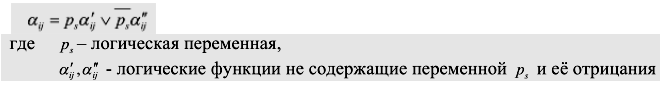 α_ij = p_s α′_ij ∨ p̅_s̅ α″_ij
где p_s – логическая переменная,
α′_ij, α″_ij - логические функции не содержащие переменной p_s и её отрицания